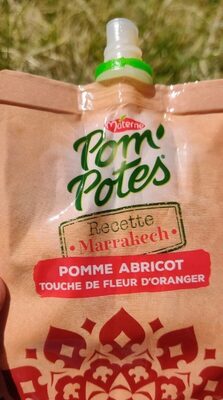 Materne
Pom'
Potes
Recette
• Marrakech •
POMME ABRICOT
TOUCHE DE FLEUR D'ORANGER